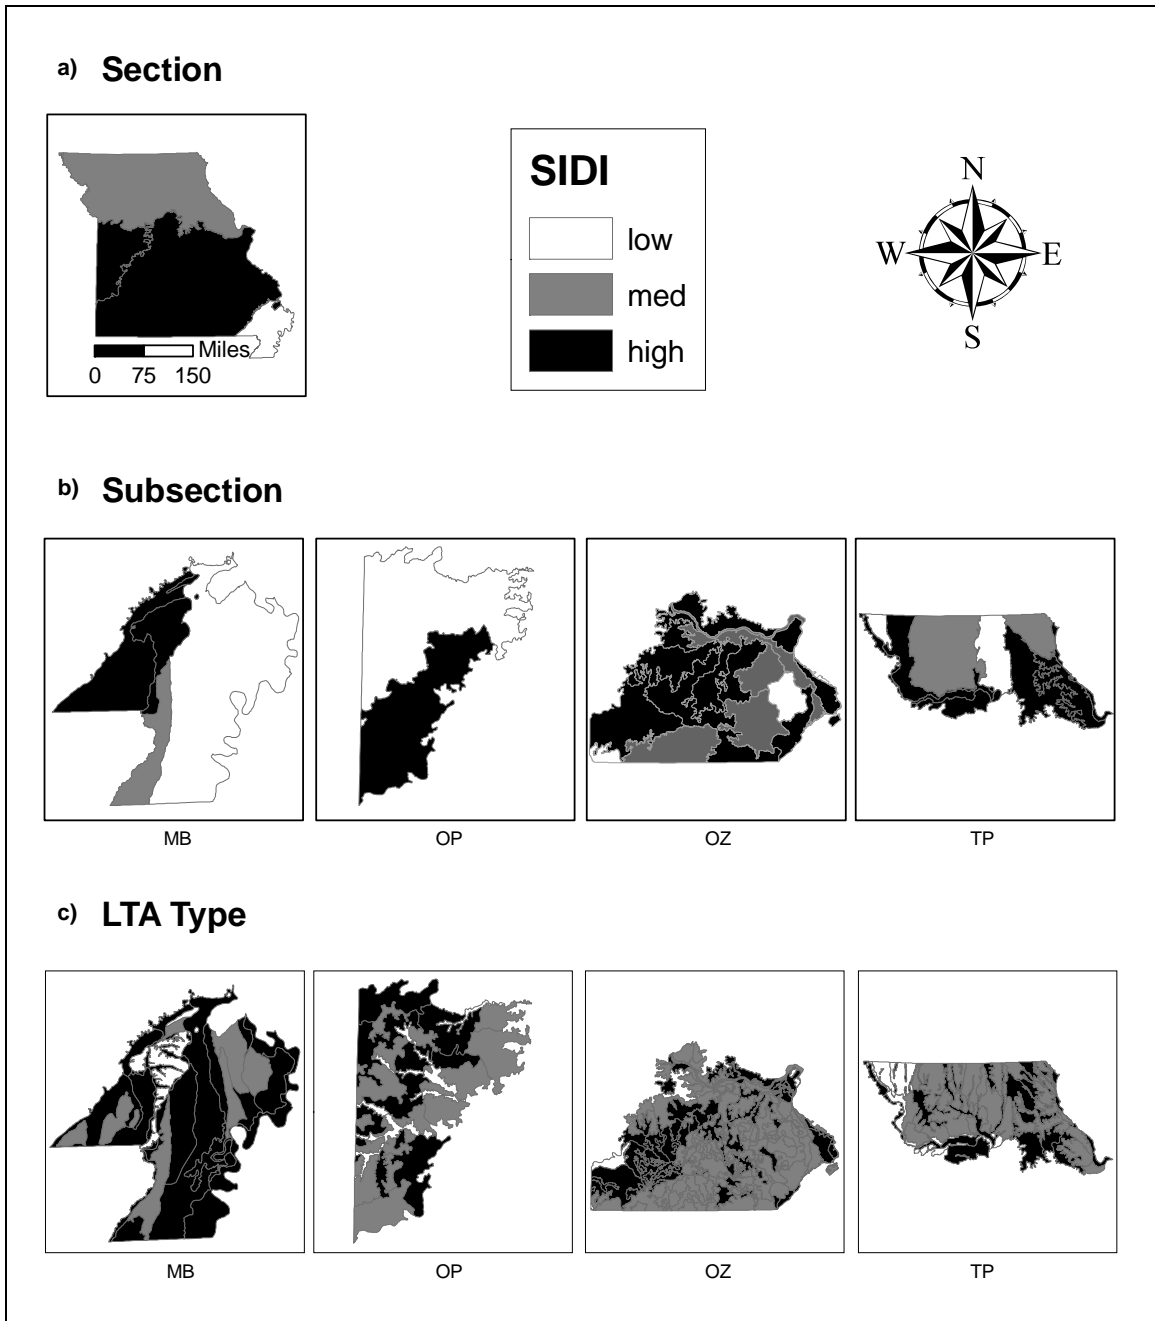 a) Section
SIDI
low
med
high
N
W E
S
Miles
0 75 150
b) Subsection
MB OP OZ TP
c) LTA Type
MB OP OZ TP